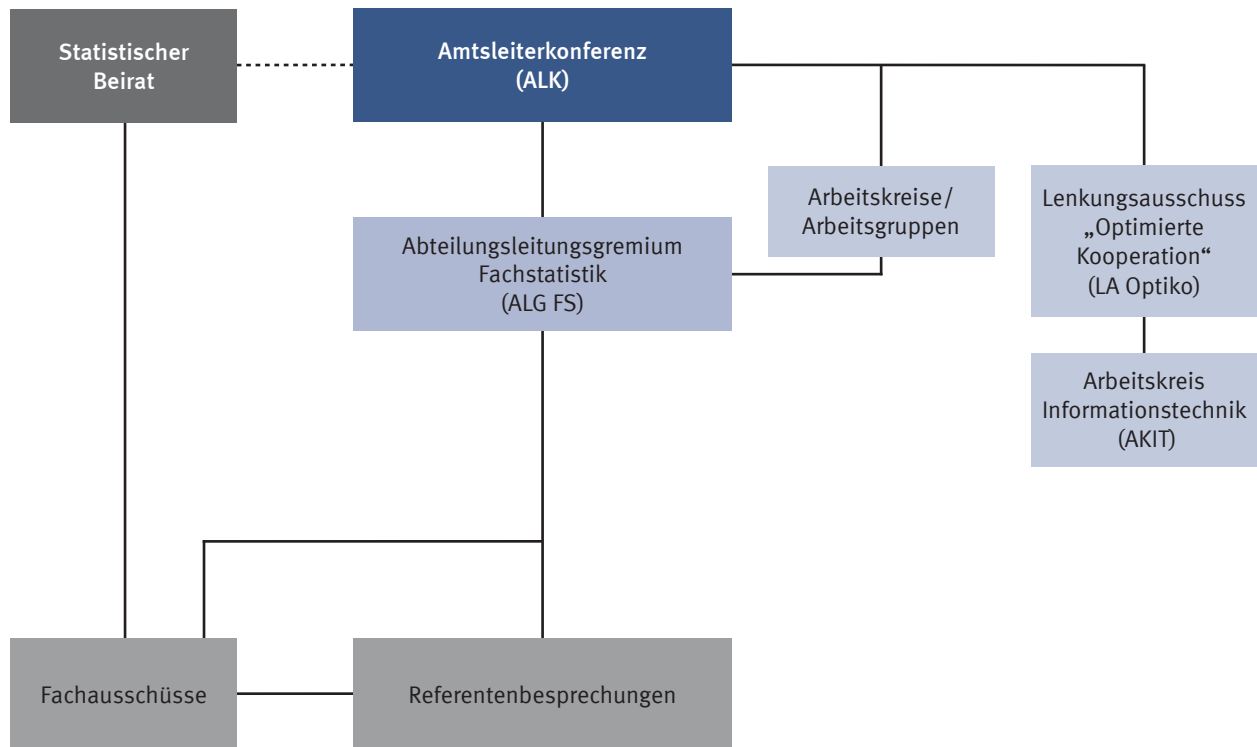 Statistischer
Beirat
Amtsleiterkonferenz
(ALK)
Arbeitskreise/
Arbeitsgruppen
Lenkungsausschuss
„Optimierte
Kooperation“
(LA Optiko)
Abteilungsleitungsgremium
Fachstatistik
(ALG FS)
Arbeitskreis
Informationstechnik
(AKIT)
Fachausschüsse
Referentenbesprechungen